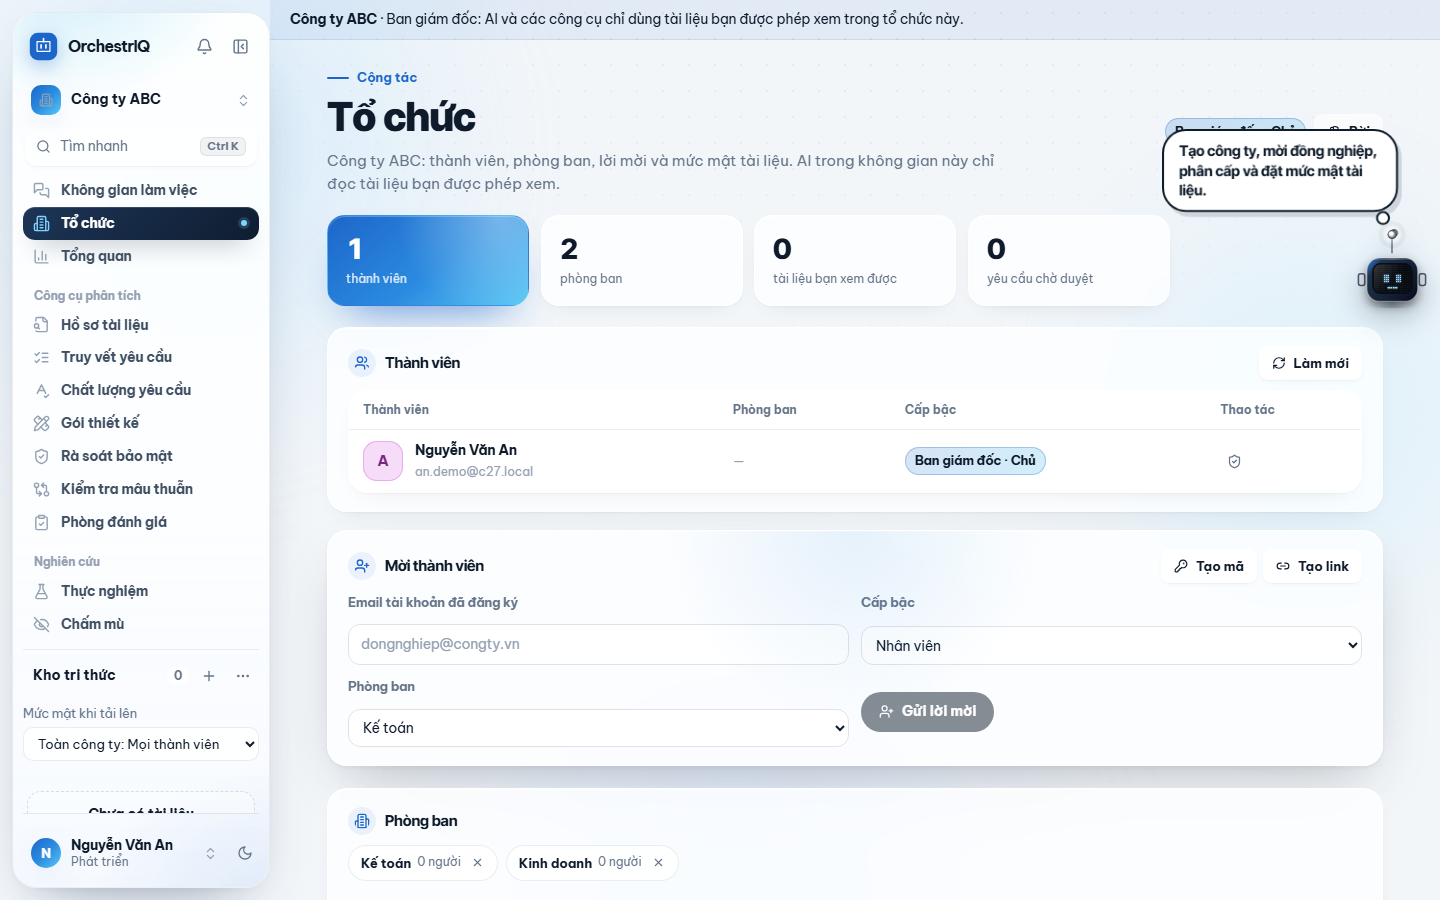 Công ty ABC · Ban giám đốc: AI và các công cụ chỉ dùng tài liệu bạn được phép xem trong tổ chức này.
OrchestrIQ
Công ty ABC
Tìm nhanh
Ctrl K
Không gian làm việc
Tổ chức
Tổng quan
Công cụ phân tích
Hồ sơ tài liệu
Truy vết yêu cầu
Chất lượng yêu cầu
Gói thiết kế
Rà soát bảo mật
Kiểm tra mâu thuẫn
Phòng đánh giá
Nghiên cứu
Thực nghiệm
Chấm mù
Kho tri thức
0
Mức mật khi tải lên
Toàn công ty: Mọi thành viên
Chưa có tài liệu
N
Nguyễn Văn An
Phát triển
Cộng tác
Tổ chức
Công ty ABC: thành viên, phòng ban, lời mời và mức mật tài liệu. AI trong không gian này chỉ
đọc tài liệu bạn được phép xem.
Tạo công ty, mời đồng nghiệp,
phân cấp và đặt mức mật tài
liệu.
1
thành viên
2
phòng ban
0
tài liệu bạn xem được
0
yêu cầu chờ duyệt
Thành viên
Làm mới
Thành viên Phòng ban Cấp bậc Thao tác
A
Nguyễn Văn An
an.demo@c27.local
—
Ban giám đốc · Chủ
Mời thành viên
Tạo mã
Tạo link
Email tài khoản đã đăng ký
dongnghiep@congty.vn
Cấp bậc
Nhân viên
Phòng ban
Kế toán
Gửi lời mời
Phòng ban
Kế toán 0 người
Kinh doanh 0 người